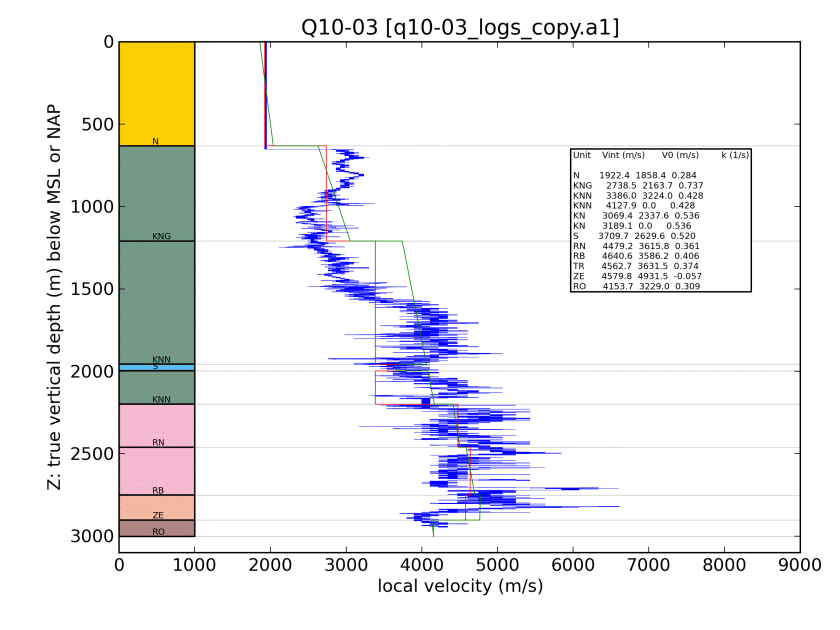 Q10-03 [q10-03_logs_copy.a1]
Z: true vertical depth (m) below MSL or NAP
0
500
1000
1500
2000
2500
3000
N
KNG
KNN
S
KNN
RN
RB
ZE
RO
Unit Vint (m/s) V0 (m/s) k (1/s)
N 1922.4 1858.4 0.284
KNG 2738.5 2163.7 0.737
KNN 3386.0 3224.0 0.428
KNN 4127.9 0.0 0.428
KN 3069.4 2337.6 0.536
KN 3189.1 0.0 0.536
S 3709.7 2629.6 0.520
RN 4479.2 3615.8 0.361
RB 4640.6 3586.2 0.406
TR 4562.7 3631.5 0.374
ZE 4579.8 4931.5 -0.057
RO 4153.7 3229.0 0.309
0 1000 2000 3000 4000 5000 6000 7000 8000 9000
local velocity (m/s)